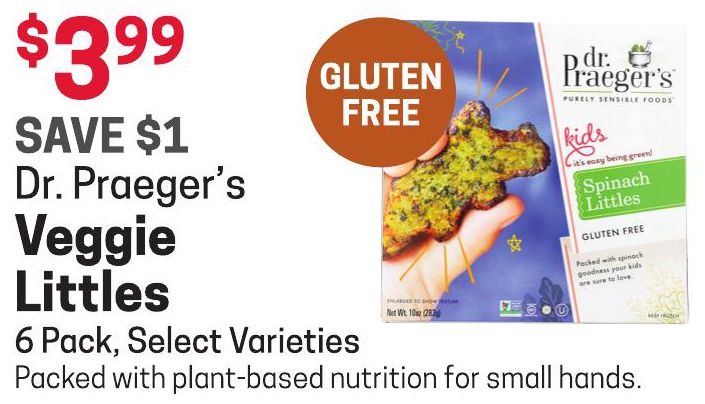 $3.99
SAVE $1
Dr. Praeger's
Veggie
Littles
6 Pack, Select Varieties
Packed with plant-based nutrition for small hands.
GLUTEN
FREE
dr.
Praeger's
PURELY SENSIBLE FOODS
kids
it's easy being green!
Spinach
Littles
GLUTEN FREE
Packed with spinach
goodness your kids
are sure to love.
ENLARGED TO SHOW TEXTURE
Net Wt. 10oz (283g)
KEEP FROZEN